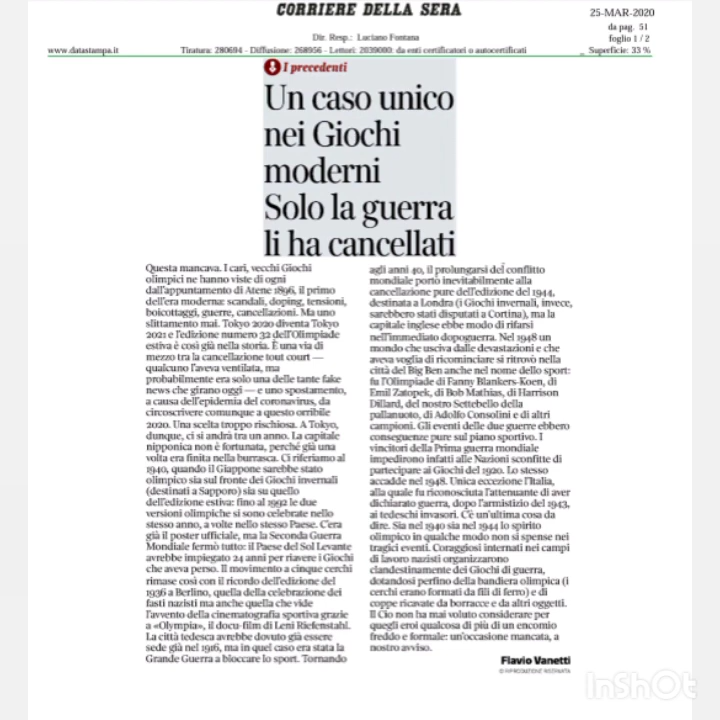 CORRIERE DELLA SERA
25-MAR-2020
Dir. Resp.: Luciano Fontana
da pag. 51
foglio 1 / 2
www.datastampa.it
Tiratura: 280694 - Diffusione: 268956 - Lettori: 2039000: da enti certificatori o autocertificati
Superficie: 33 %
I precedenti
Un caso unico
nei Giochi
moderni
Solo la guerra
li ha cancellati
Questa mancava. I cari, vecchi Giochi
olimpici ne hanno viste di ogni
dall'appuntamento di Atene 1896, il primo
dell'era moderna: scandali, doping, tensioni,
boicottaggi, guerre, cancellazioni. Ma uno
slittamento mai. Tokyo 2020 diventa Tokyo
2021 e l'edizione numero 32 dell'Olimpiade
estiva è così già nella storia. È una via di
mezzo tra la cancellazione tout court —
qualcuno l'aveva ventilata, ma
probabilmente era solo una delle tante fake
news che girano oggi — e uno spostamento,
a causa dell'epidemia del coronavirus, da
circoscrivere comunque a questo orribile
2020. Una scelta troppo rischiosa. A Tokyo,
dunque, ci si andrà tra un anno. La capitale
nipponica non è fortunata, perché già una
volta era finita nella burrasca. Ci riferiamo al
1940, quando il Giappone sarebbe stato
olimpico sia sul fronte dei Giochi invernali
(destinati a Sapporo) sia su quello
dell'edizione estiva: fino al 1992 le due
versioni olimpiche si sono celebrate nello
stesso anno, a volte nello stesso Paese. C'era
già il poster ufficiale, ma la Seconda Guerra
Mondiale fermò tutto: il Paese del Sol Levante
avrebbe impiegato 24 anni per riavere i Giochi
che aveva perso. Il movimento a cinque cerchi
rimase così con il ricordo dell'edizione del
1936 a Berlino, quella della celebrazione dei
fasti nazisti ma anche quella che vide
l'avvento della cinematografia sportiva grazie
a «Olympia», il docu-film di Leni Riefenstahl.
La città tedesca avrebbe dovuto già essere
sede già nel 1916, ma in quel caso era stata la
Grande Guerra a bloccare lo sport. Tornando
agli anni 40, il prolungarsi del conflitto
mondiale portò inevitabilmente alla
cancellazione pure dell'edizione del 1944,
destinata a Londra (i Giochi invernali, invece,
sarebbero stati disputati a Cortina), ma la
capitale inglese ebbe modo di rifarsi
nell'immediato dopoguerra. Nel 1948 un
mondo che usciva dalle devastazioni e che
aveva voglia di ricominciare si ritrovò nella
città del Big Ben anche nel nome dello sport:
fu l'Olimpiade di Fanny Blankers-Koen, di
Emil Zatopek, di Bob Mathias, di Harrison
Dillard, del nostro Settebello della
pallanuoto, di Adolfo Consolini e di altri
campioni. Gli eventi delle due guerre ebbero
conseguenze pure sul piano sportivo. I
vincitori della Prima guerra mondiale
impedirono infatti alle Nazioni sconfitte di
partecipare ai Giochi del 1920. Lo stesso
accadde nel 1948. Unica eccezione l'Italia,
alla quale fu riconosciuta l'attenuante di aver
dichiarato guerra, dopo l'armistizio del 1943,
ai tedeschi invasori. C'è un'ultima cosa da
dire. Sia nel 1940 sia nel 1944 lo spirito
olimpico in qualche modo non si spense nei
tragici eventi. Coraggiosi internati nei campi
di lavoro nazisti organizzarono
clandestinamente dei Giochi di guerra,
dotandosi perfino della bandiera olimpica (i
cerchi erano formati da fili di ferro) e di
coppe ricavate da borracce e da altri oggetti.
Il Cio non ha mai voluto considerare per
quegli eroi qualcosa di più di un encomio
freddo e formale: un'occasione mancata, a
nostro avviso.
Flavio Vanetti
© RIPRODUZIONE RISERVATA
InShOt